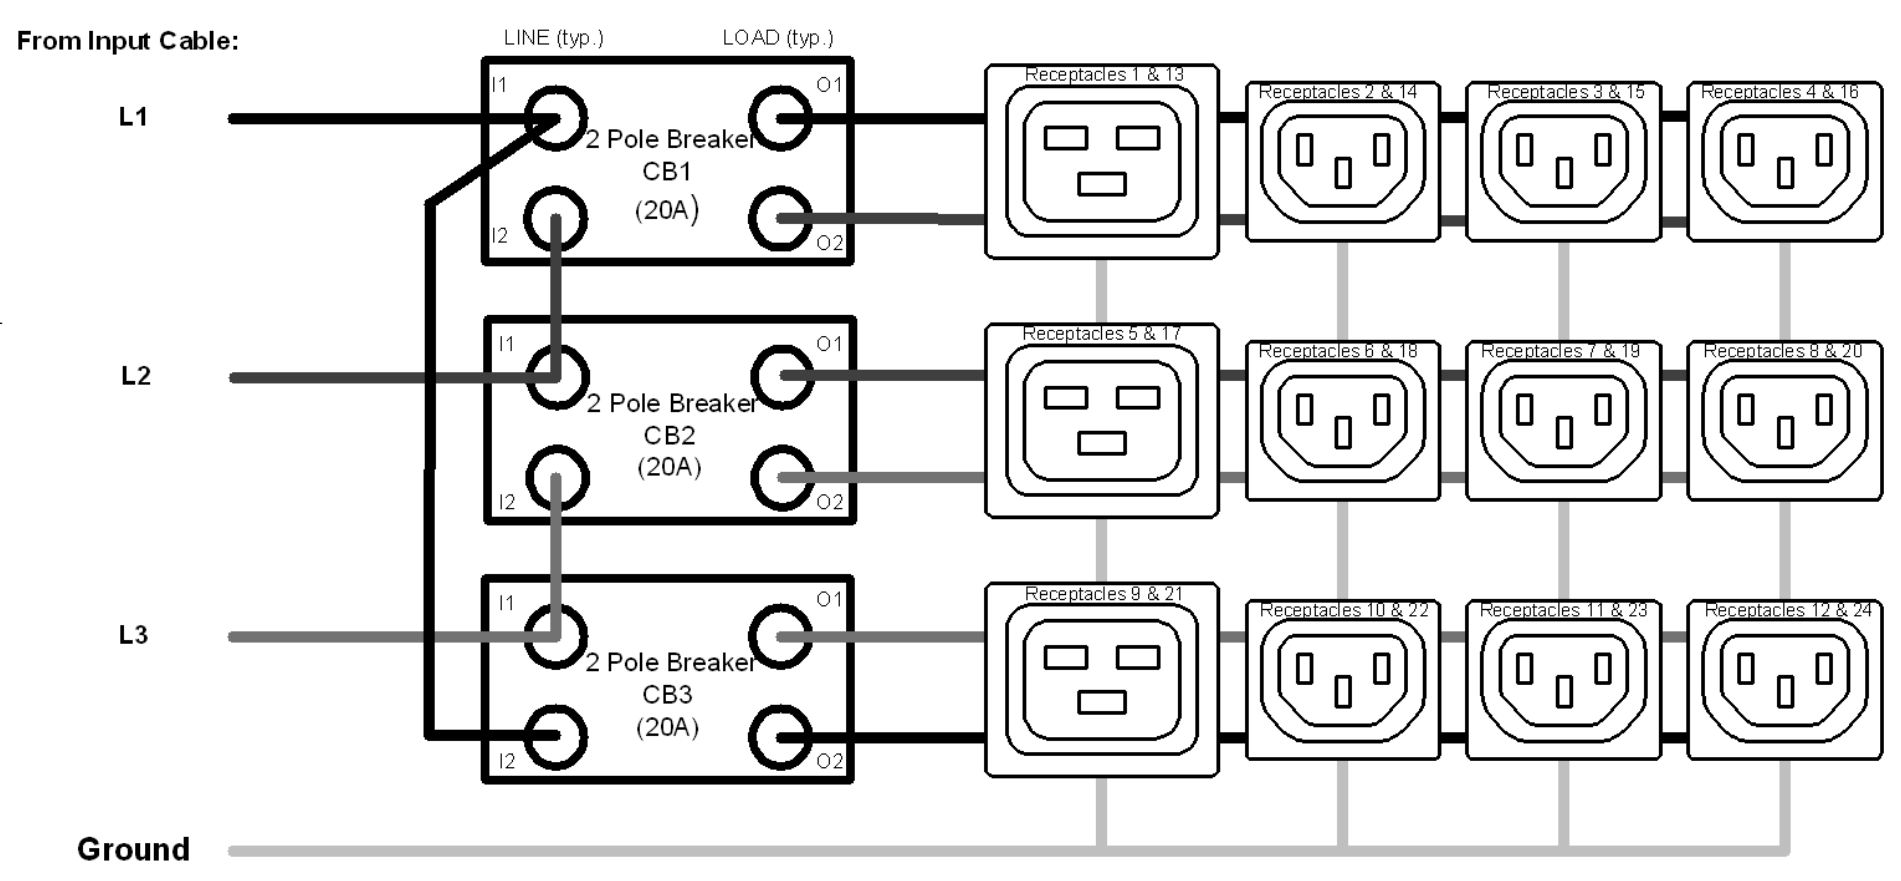 From Input Cable:
LINE (typ.)
LOAD (typ.)
L1
I1
O1
2 Pole Breaker
CB1
(20A)
I2
O2
Receptacles 1 & 13
Receptacles 2 & 14
Receptacles 3 & 15
Receptacles 4 & 16
L2
I1
O1
2 Pole Breaker
CB2
(20A)
I2
O2
Receptacles 5 & 17
Receptacles 6 & 18
Receptacles 7 & 19
Receptacles 8 & 20
L3
I1
O1
2 Pole Breaker
CB3
(20A)
I2
O2
Receptacles 9 & 21
Receptacles 10 & 22
Receptacles 11 & 23
Receptacles 12 & 24
Ground